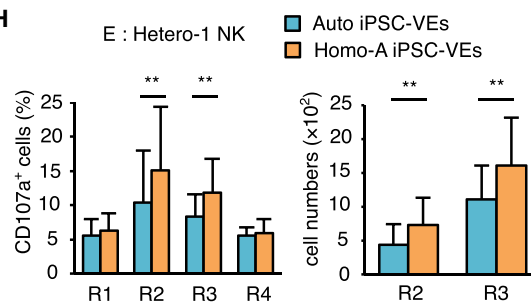 H
E : Hetero-1 NK
Auto iPSC-VEs
Homo-A iPSC-VEs
CD107a+ cells (%)
25
20
15
10
5
0
**
**
R1 R2 R3 R4
cell numbers (×10²)
25
20
15
10
5
0
**
**
R2 R3